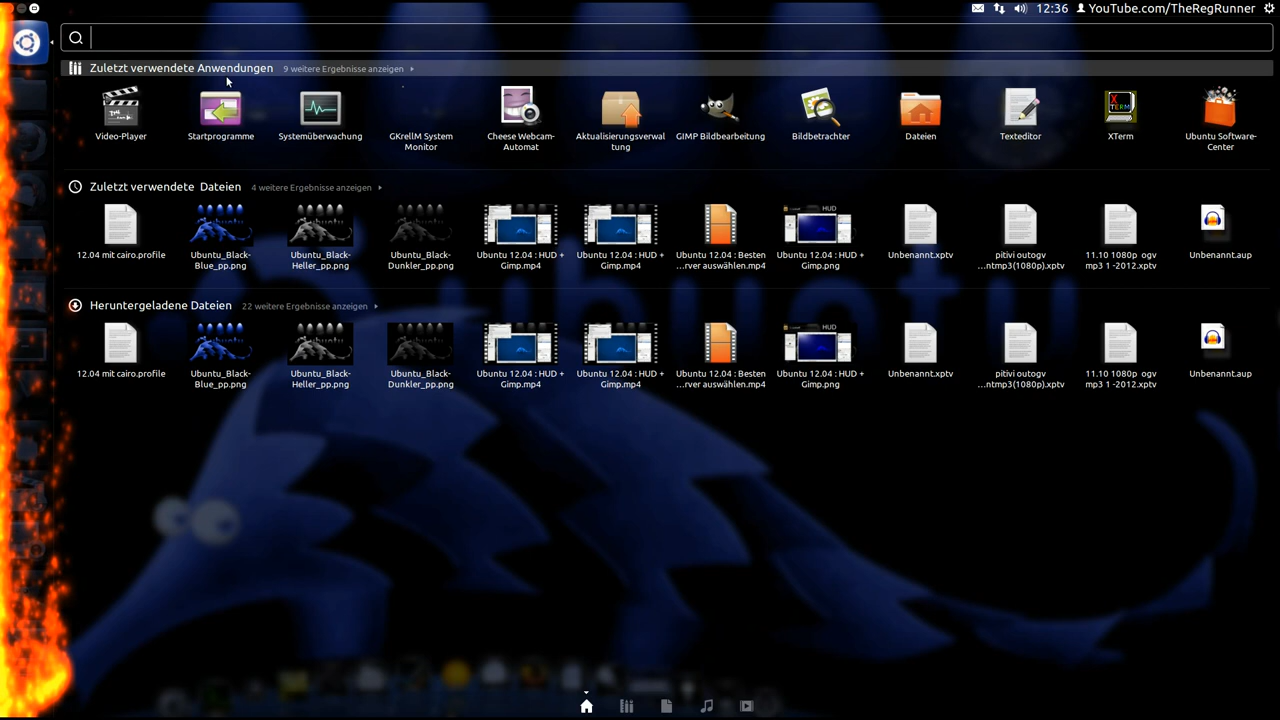 12:36 YouTube.com/TheRegRunner
Zuletzt verwendete Anwendungen 9 weitere Ergebnisse anzeigen
Video-Player
Startprogramme
Systemüberwachung
GKrellM System
Monitor
Cheese Webcam-
Automat
Aktualisierungsverwal
tung
GIMP Bildbearbeitung
Bildbetrachter
Dateien
Texteditor
XTerm
Ubuntu Software-
Center
Zuletzt verwendete Dateien 4 weitere Ergebnisse anzeigen
12.04 mit cairo.profile
Ubuntu_Black-
Blue_pp.png
Ubuntu_Black-
Heller_pp.png
Ubuntu_Black-
Dunkler_pp.png
Ubuntu 12.04 : HUD +
Gimp.mp4
Ubuntu 12.04 : HUD +
Gimp.mp4
Ubuntu 12.04 : Besten
...rver auswählen.mp4
Ubuntu 12.04 : HUD +
Gimp.png
Unbenannt.xptv
pitivi outogv
...ntmp3(1080p).xptv
11.10 1080p ogv
mp3 1 -2012.xptv
Unbenannt.aup
Heruntergeladene Dateien 22 weitere Ergebnisse anzeigen
12.04 mit cairo.profile
Ubuntu_Black-
Blue_pp.png
Ubuntu_Black-
Heller_pp.png
Ubuntu_Black-
Dunkler_pp.png
Ubuntu 12.04 : HUD +
Gimp.mp4
Ubuntu 12.04 : HUD +
Gimp.mp4
Ubuntu 12.04 : Besten
...rver auswählen.mp4
Ubuntu 12.04 : HUD +
Gimp.png
Unbenannt.xptv
pitivi outogv
...ntmp3(1080p).xptv
11.10 1080p ogv
mp3 1 -2012.xptv
Unbenannt.aup
ubuntu